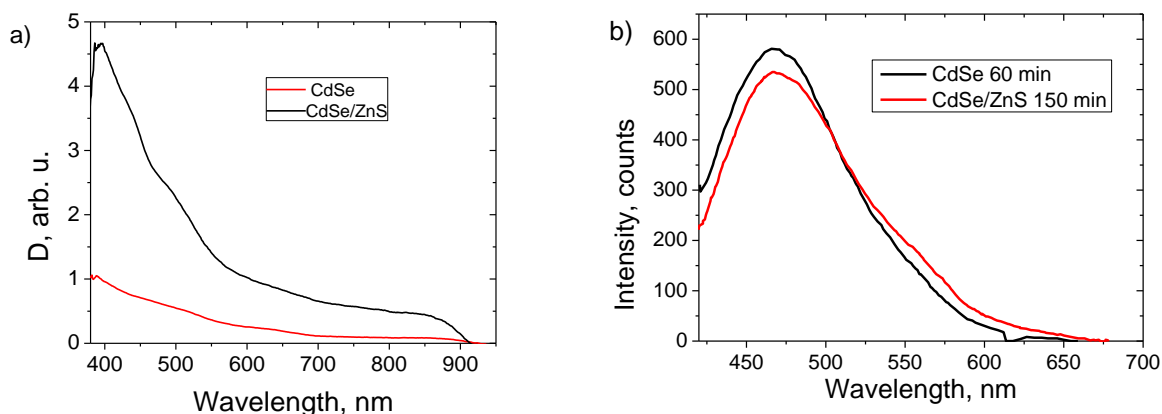 a)
D, arb. u.
5
4
3
2
1
0
CdSe
CdSe/ZnS
400 500 600 700 800 900
Wavelength, nm
b)
Intensity, counts
600
500
400
300
200
100
0
CdSe 60 min
CdSe/ZnS 150 min
450 500 550 600 650 700
Wavelength, nm